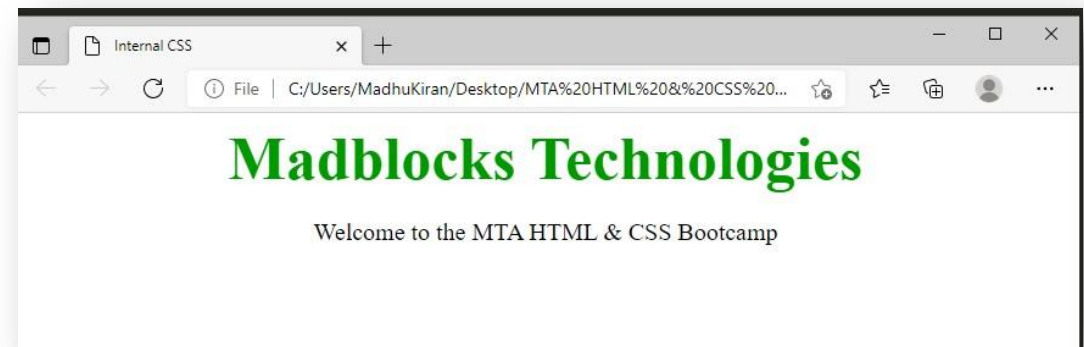 Internal CSS
File | C:/Users/MadhuKiran/Desktop/MTA%20HTML%20&%20CSS%20...
Madblocks Technologies
Welcome to the MTA HTML & CSS Bootcamp